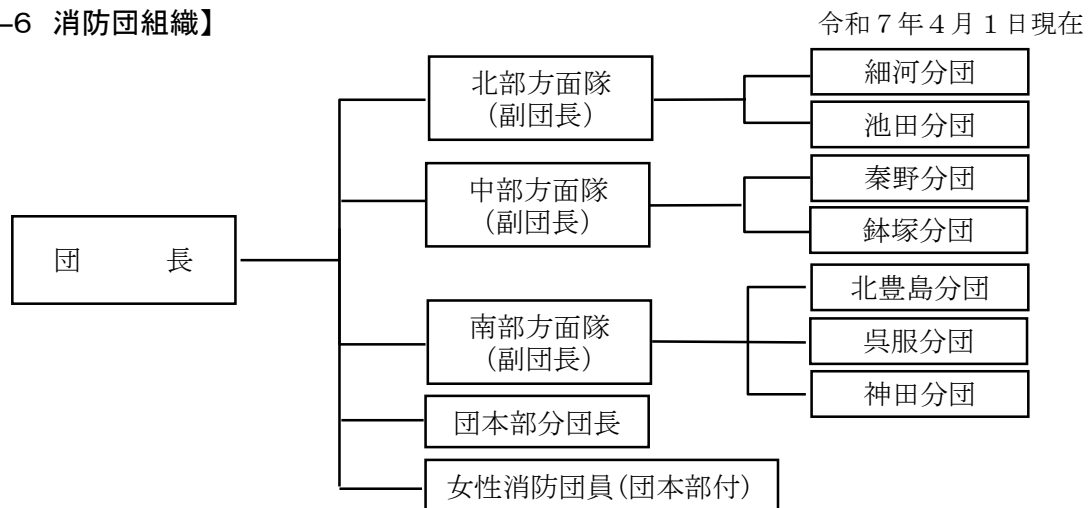 -6 消防団組織】
令和7年4月1日現在
団　　長
北部方面隊
(副団長)
細河分団
池田分団
中部方面隊
(副団長)
秦野分団
鉢塚分団
南部方面隊
(副団長)
北豊島分団
呉服分団
神田分団
団本部分団長
女性消防団員(団本部付)